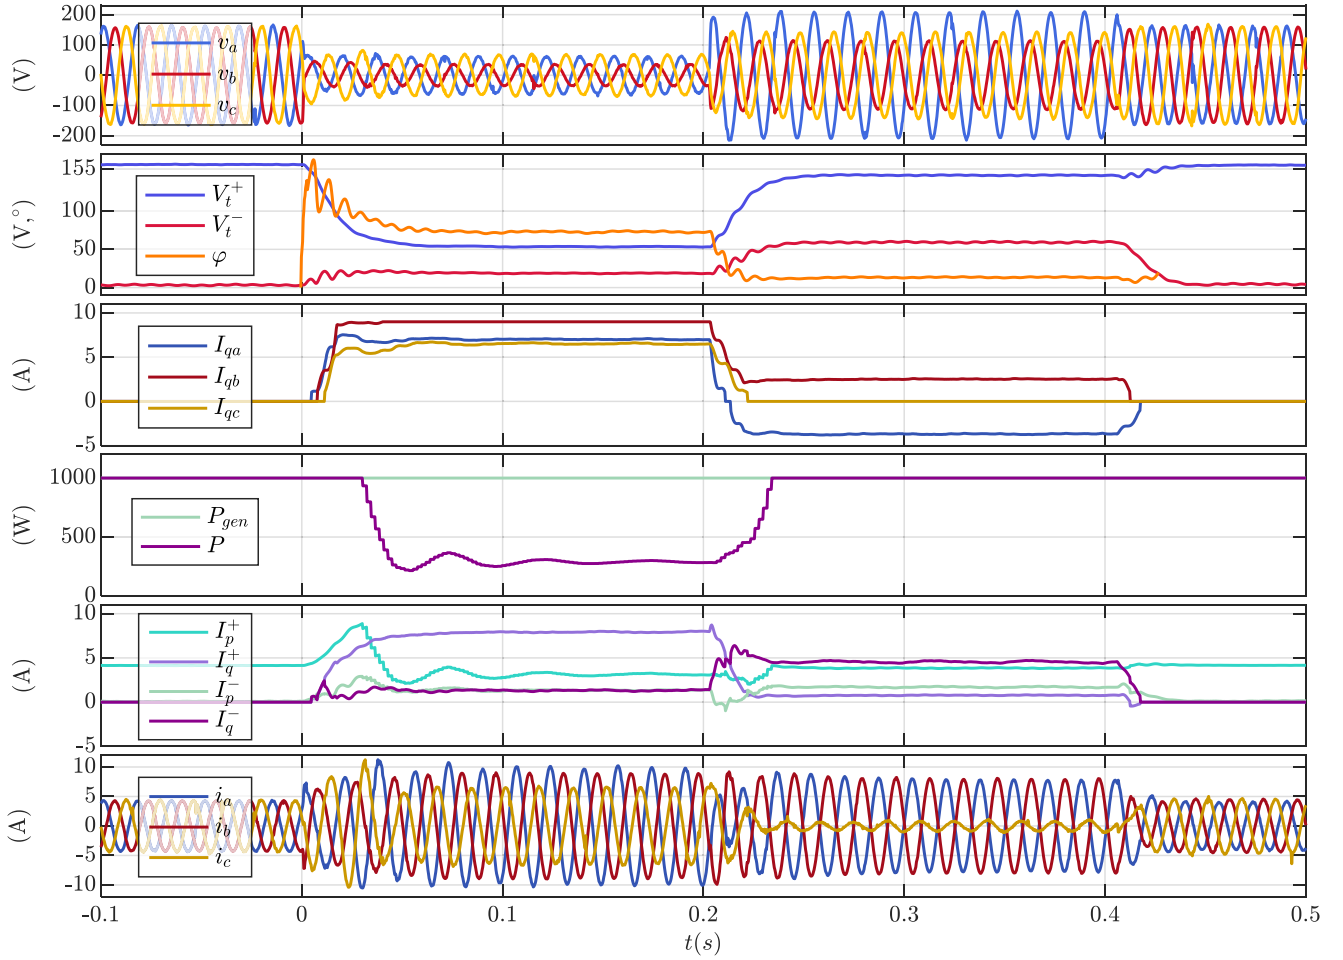 200
100
0
-100
-200
(V)
v_a
v_b
v_c
155
100
50
0
(V,°)
V_t^+
V_t^-
φ
10
5
0
-5
(A)
I_qa
I_qb
I_qc
1000
500
0
(W)
P_gen
P
10
5
0
-5
(A)
I_p^+
I_q^+
I_p^-
I_q^-
10
5
0
-5
-10
(A)
i_a
i_b
i_c
-0.1 0 0.1 0.2 0.3 0.4 0.5
t(s)